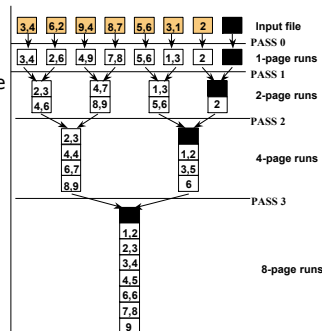 3,4 6,2 9,4 8,7 5,6 3,1 2 Input file
PASS 0
3,4 2,6 4,9 7,8 5,6 1,3 2 1-page runs
PASS 1
2,3 4,7 1,3
4,6 8,9 5,6 2
2-page runs
PASS 2
2,3
4,4 1,2
6,7 3,5
8,9 6
4-page runs
PASS 3
1,2
2,3
3,4
4,5
6,6
7,8
9
8-page runs
e